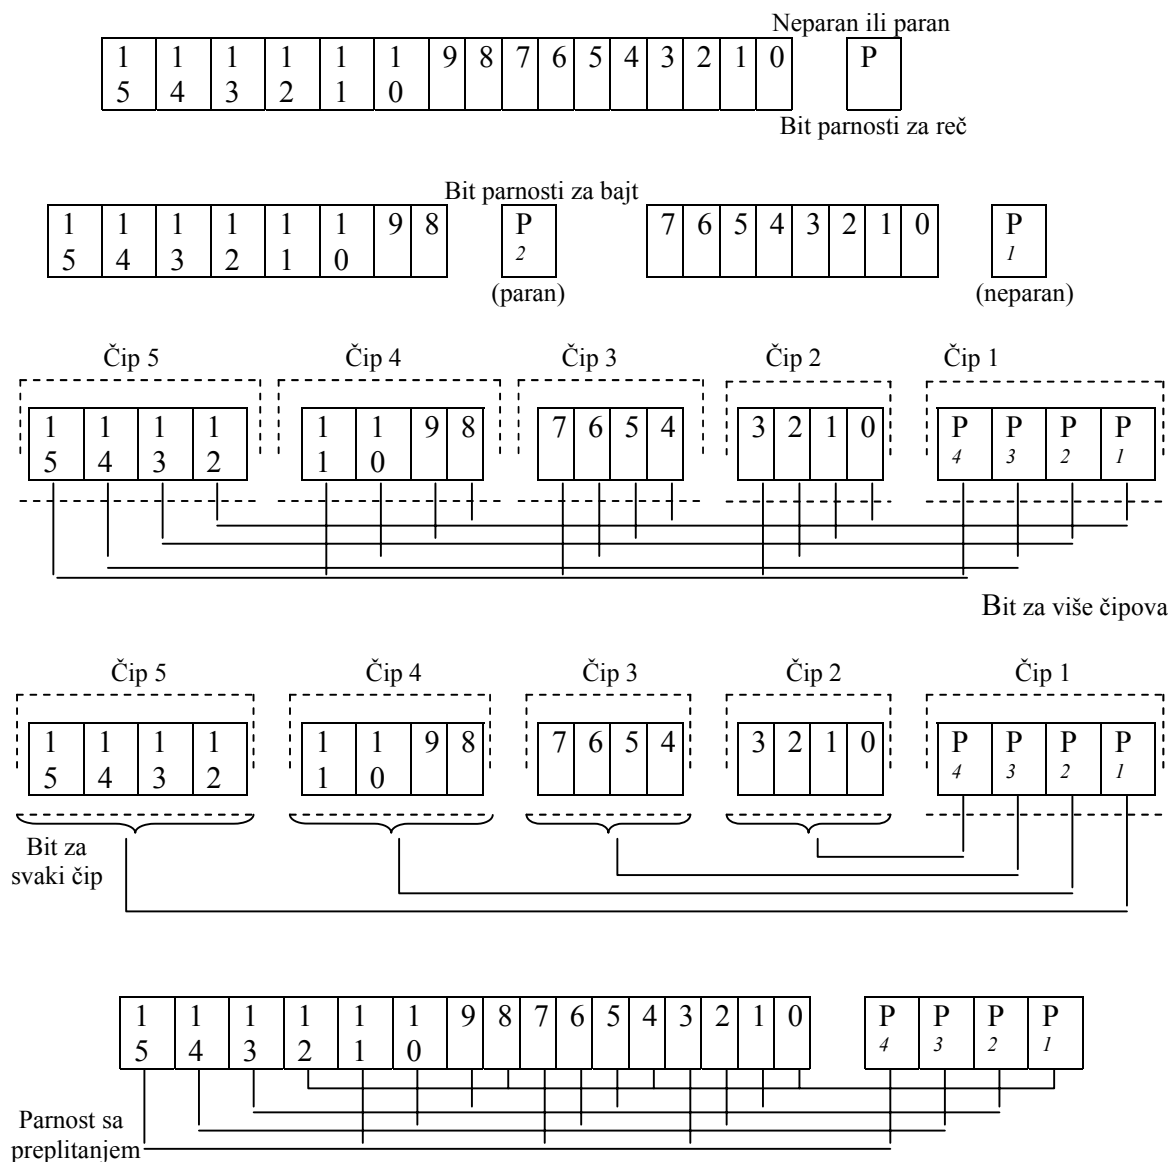 Neparan ili paran
15 14 13 12 11 10 9 8 7 6 5 4 3 2 1 0 P
Bit parnosti za reč
Bit parnosti za bajt
15 14 13 12 11 10 9 8 P2 7 6 5 4 3 2 1 0 P1
(paran) (neparan)
Čip 5 Čip 4 Čip 3 Čip 2 Čip 1
15 14 13 12 11 10 9 8 7 6 5 4 3 2 1 0 P4 P3 P2 P1
Bit za više čipova
Čip 5 Čip 4 Čip 3 Čip 2 Čip 1
15 14 13 12 11 10 9 8 7 6 5 4 3 2 1 0 P4 P3 P2 P1
Bit za
svaki čip
15 14 13 12 11 10 9 8 7 6 5 4 3 2 1 0 P4 P3 P2 P1
Parnost sa
preplitanjem